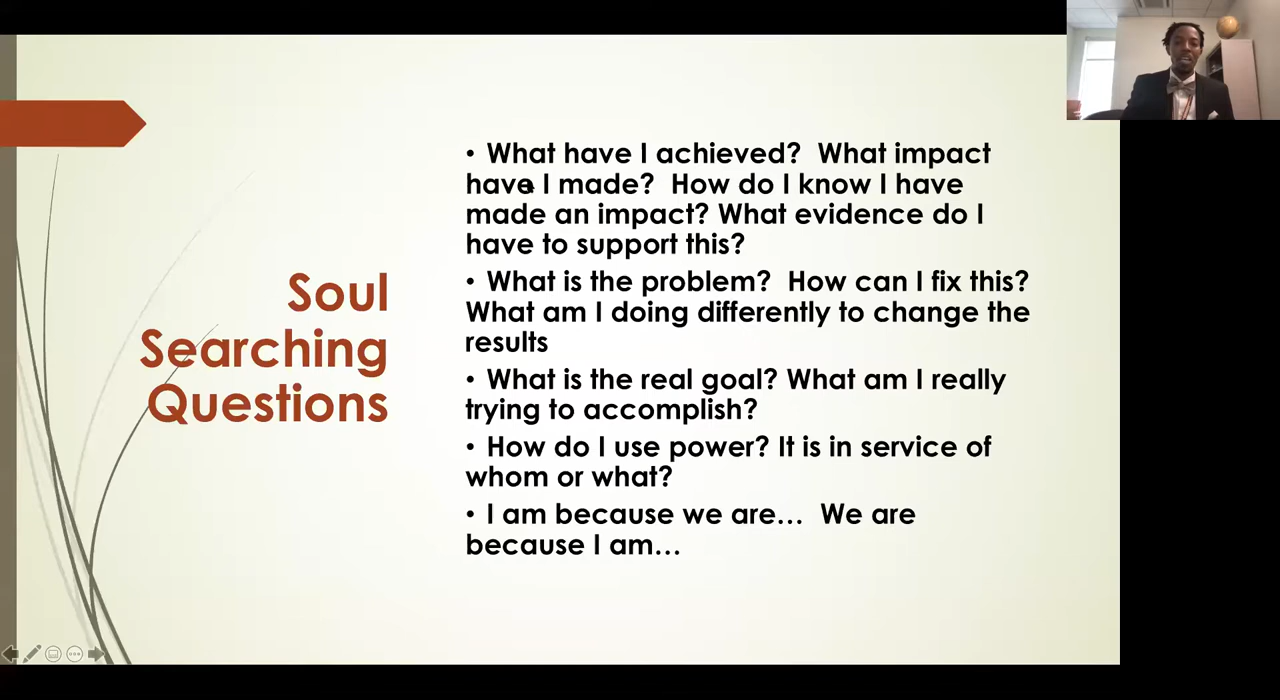 Soul
Searching
Questions
• What have I achieved?  What impact
have I made?  How do I know I have
made an impact? What evidence do I
have to support this?
• What is the problem?  How can I fix this?
What am I doing differently to change the
results
• What is the real goal? What am I really
trying to accomplish?
• How do I use power? It is in service of
whom or what?
• I am because we are…  We are
because I am…